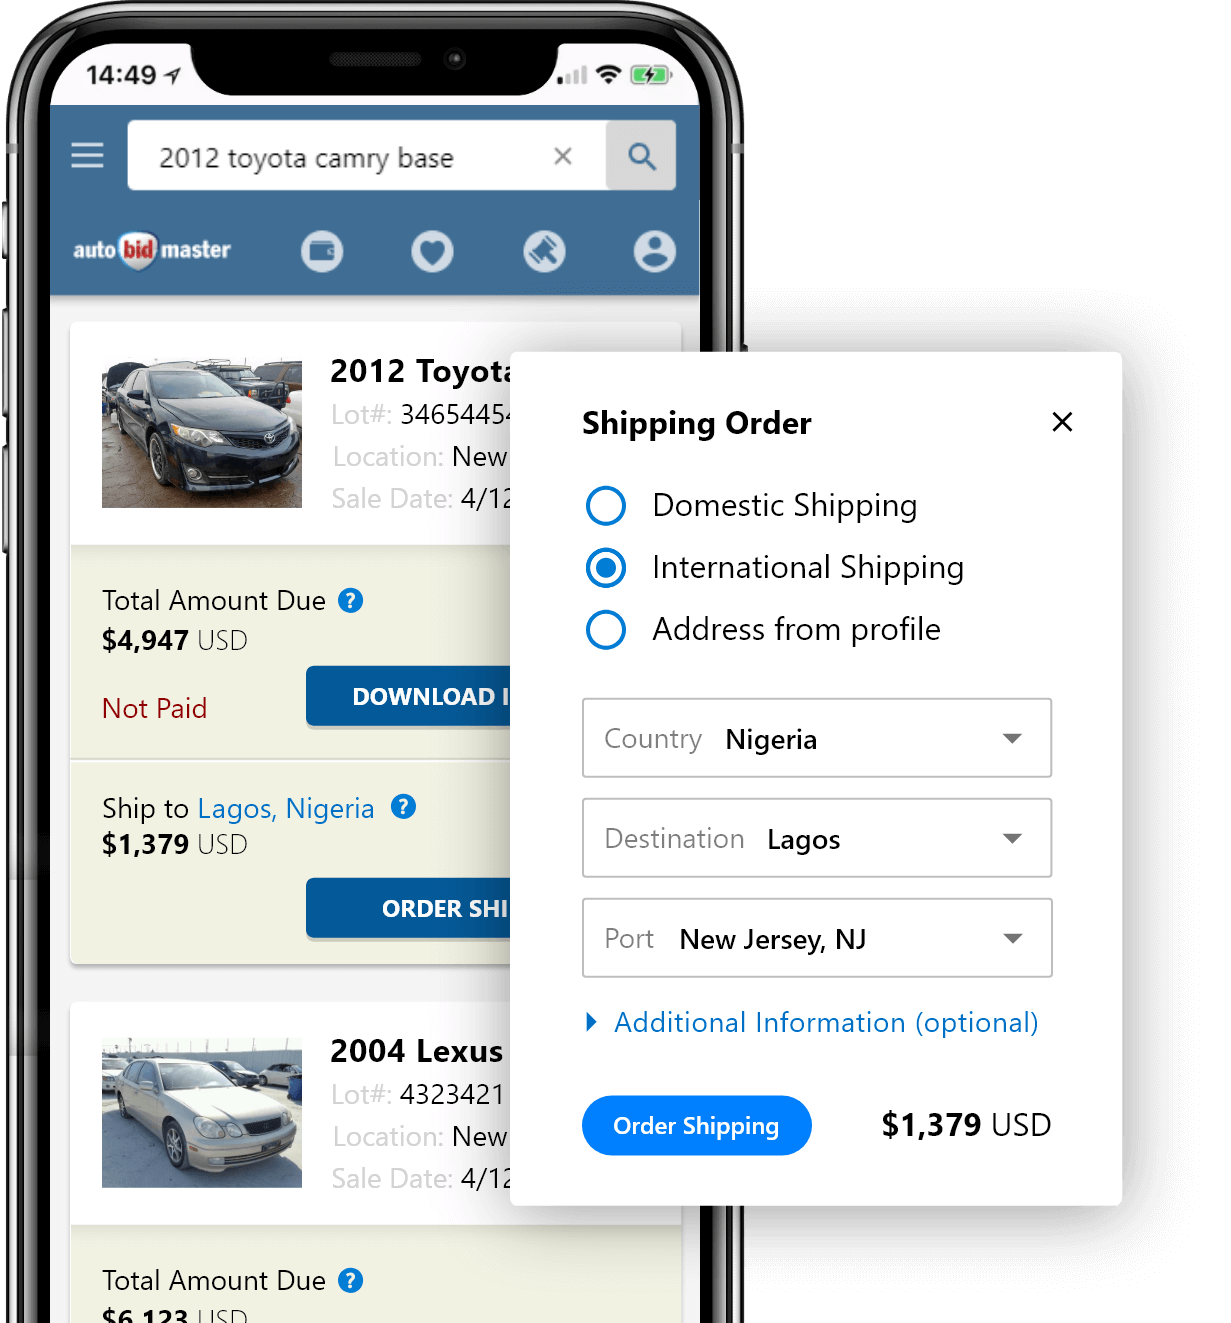 14:49
2012 toyota camry base
auto bid master
2012 Toyota
Lot#: 3465445
Location: New
Sale Date: 4/12
Total Amount Due ?
$4,947 USD
Not Paid
DOWNLOAD
Ship to Lagos, Nigeria ?
$1,379 USD
ORDER SHI
2004 Lexus
Lot#: 4323421
Location: New
Sale Date: 4/12
Total Amount Due ?
$6,123 USD
Shipping Order
Domestic Shipping
International Shipping
Address from profile
Country Nigeria
Destination Lagos
Port New Jersey, NJ
Additional Information (optional)
Order Shipping $1,379 USD